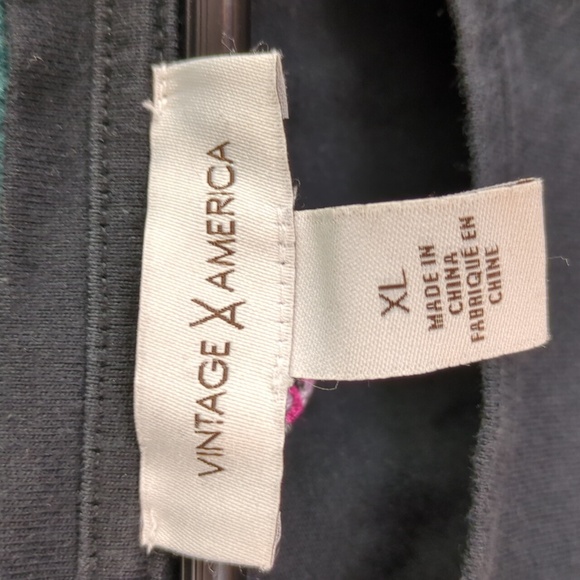 VINTAGE X AMERICA
XL
MADE IN
CHINA
FABRIQUÉ EN
CHINE